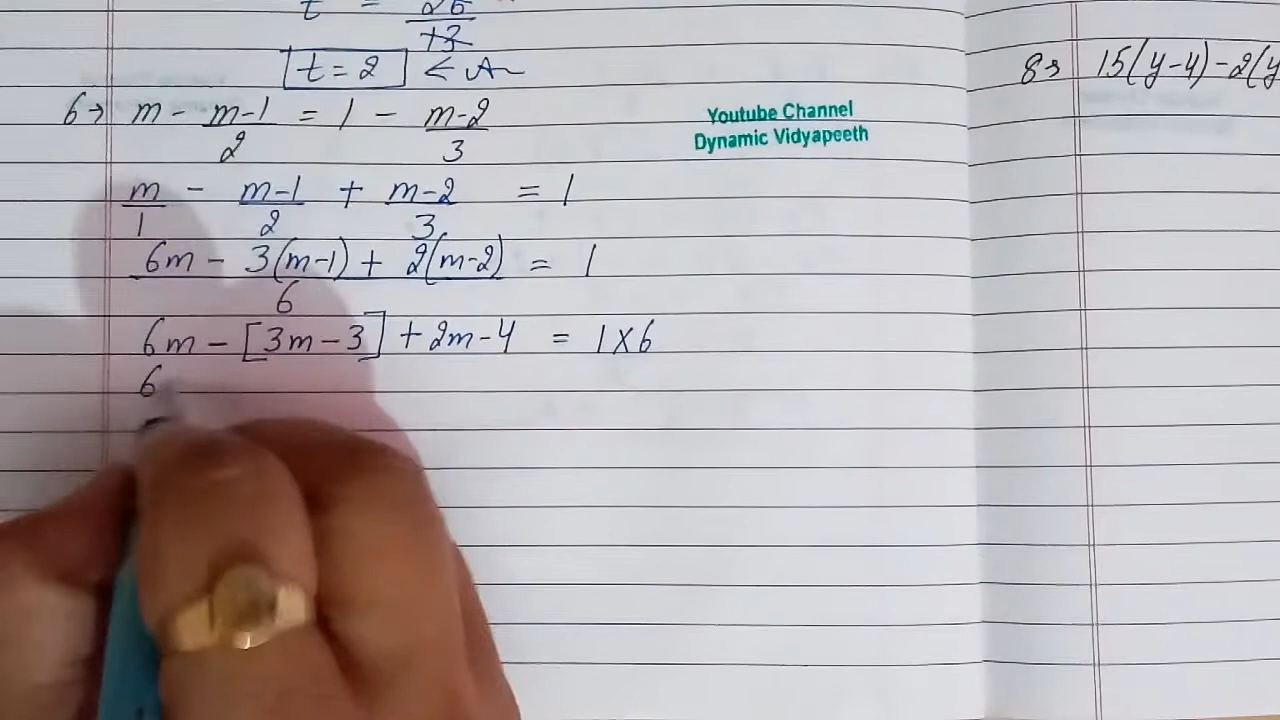 t = 26
13
t = 2 < A
6→ m - m-1 = 1 - m-2
2 3
m - m-1 + m-2 = 1
1 2 3
6m - 3(m-1) + 2(m-2) = 1
6
6m - [3m-3] + 2m-4 = 1×6
6
Youtube Channel
Dynamic Vidyapeeth
8→ 15(y-4)-2(y